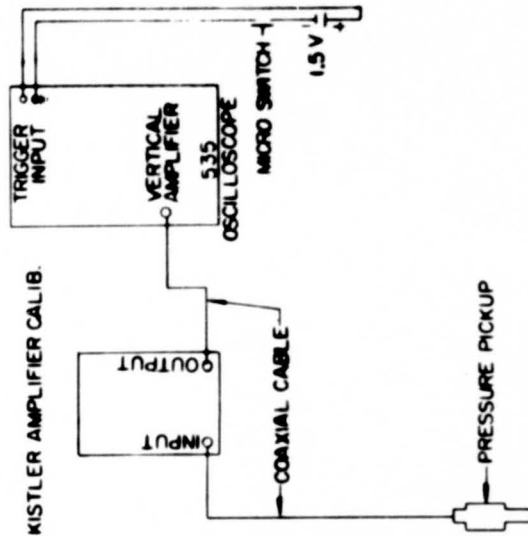 KISTLER AMPLIFIER CALIB.
INPUT
OUTPUT
TRIGGER
INPUT
VERTICAL
AMPLIFIER
535
OSCILLOSCOPE
MICRO SWITCH
1.5 V
+
-
COAXIAL CABLE
PRESSURE PICKUP